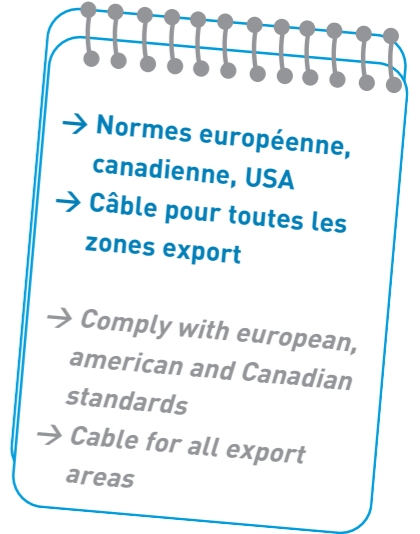 → Normes européenne,
canadienne, USA
→ Câble pour toutes les
zones export
→ Comply with european,
american and Canadian
standards
→ Cable for all export
areas